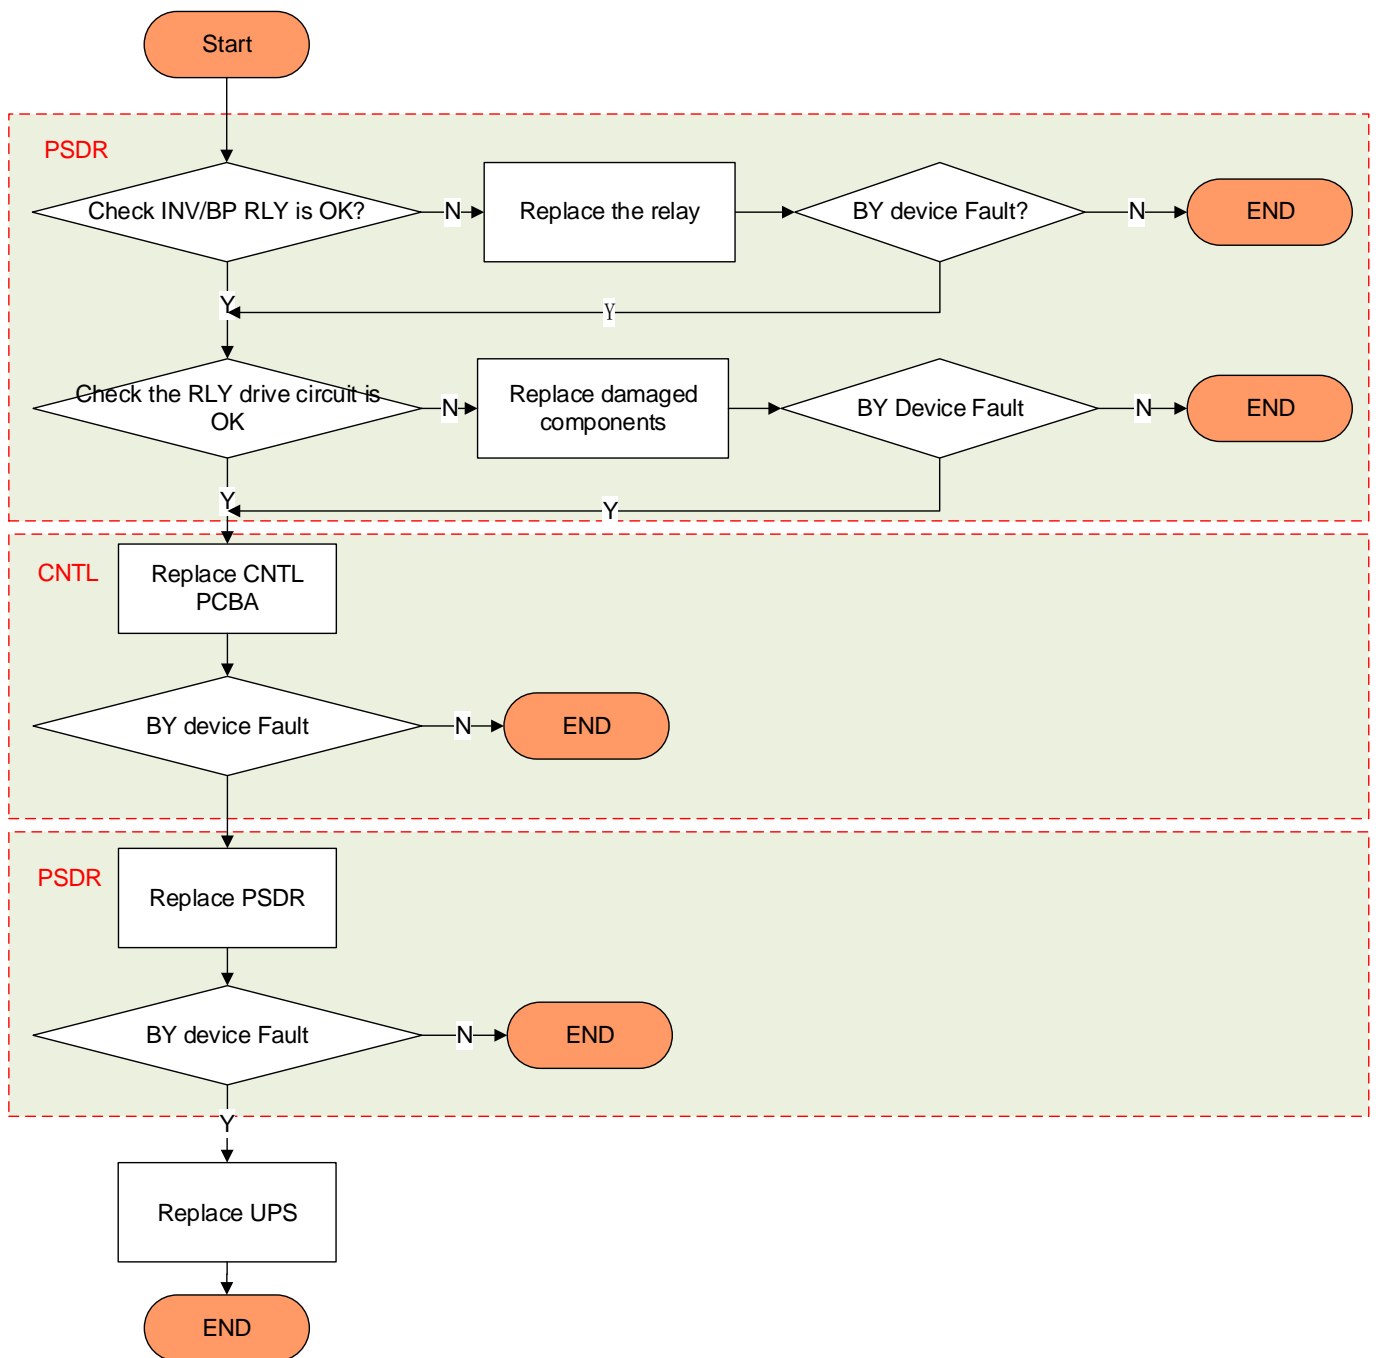 Start
PSDR
Check INV/BP RLY is OK?
N
Replace the relay
BY device Fault?
N
END
Y
Y
Check the RLY drive circuit is
OK
N
Replace damaged
components
BY Device Fault
N
END
Y
Y
CNTL
Replace CNTL
PCBA
BY device Fault
N
END
PSDR
Replace PSDR
BY device Fault
N
END
Y
Replace UPS
END